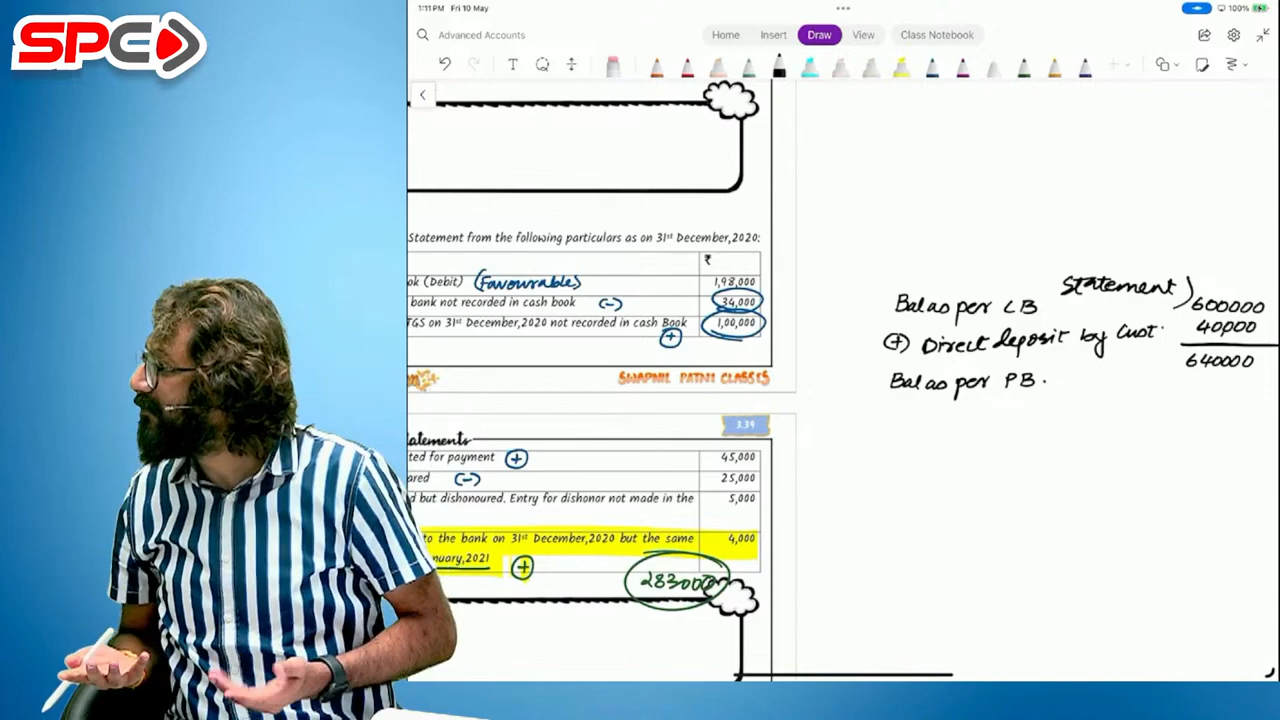 SPC
1:11PM Fri 10 May
100%
Advanced Accounts
Home Insert Draw View Class Notebook
Statement from the following particulars as on 31st December,2020:
₹
ok (Debit) (Favourable) 1,98,000
bank not recorded in cash book (-) 34,000
TGS on 31st December,2020 not recorded in cash Book 1,00,000
(+)
SWAPNIL PATNI CLASSES
3.39
atements
ted for payment (+) 45,000
ared (-) 25,000
d but dishonoured. Entry for dishonor not made in the 5,000
to the bank on 31st December,2020 but the same 4,000
nuary,2021 (+)
283000
Statement)
Bal as per CB 600000
(+) Direct deposit by Cust. 40000
640000
Bal as per PB.